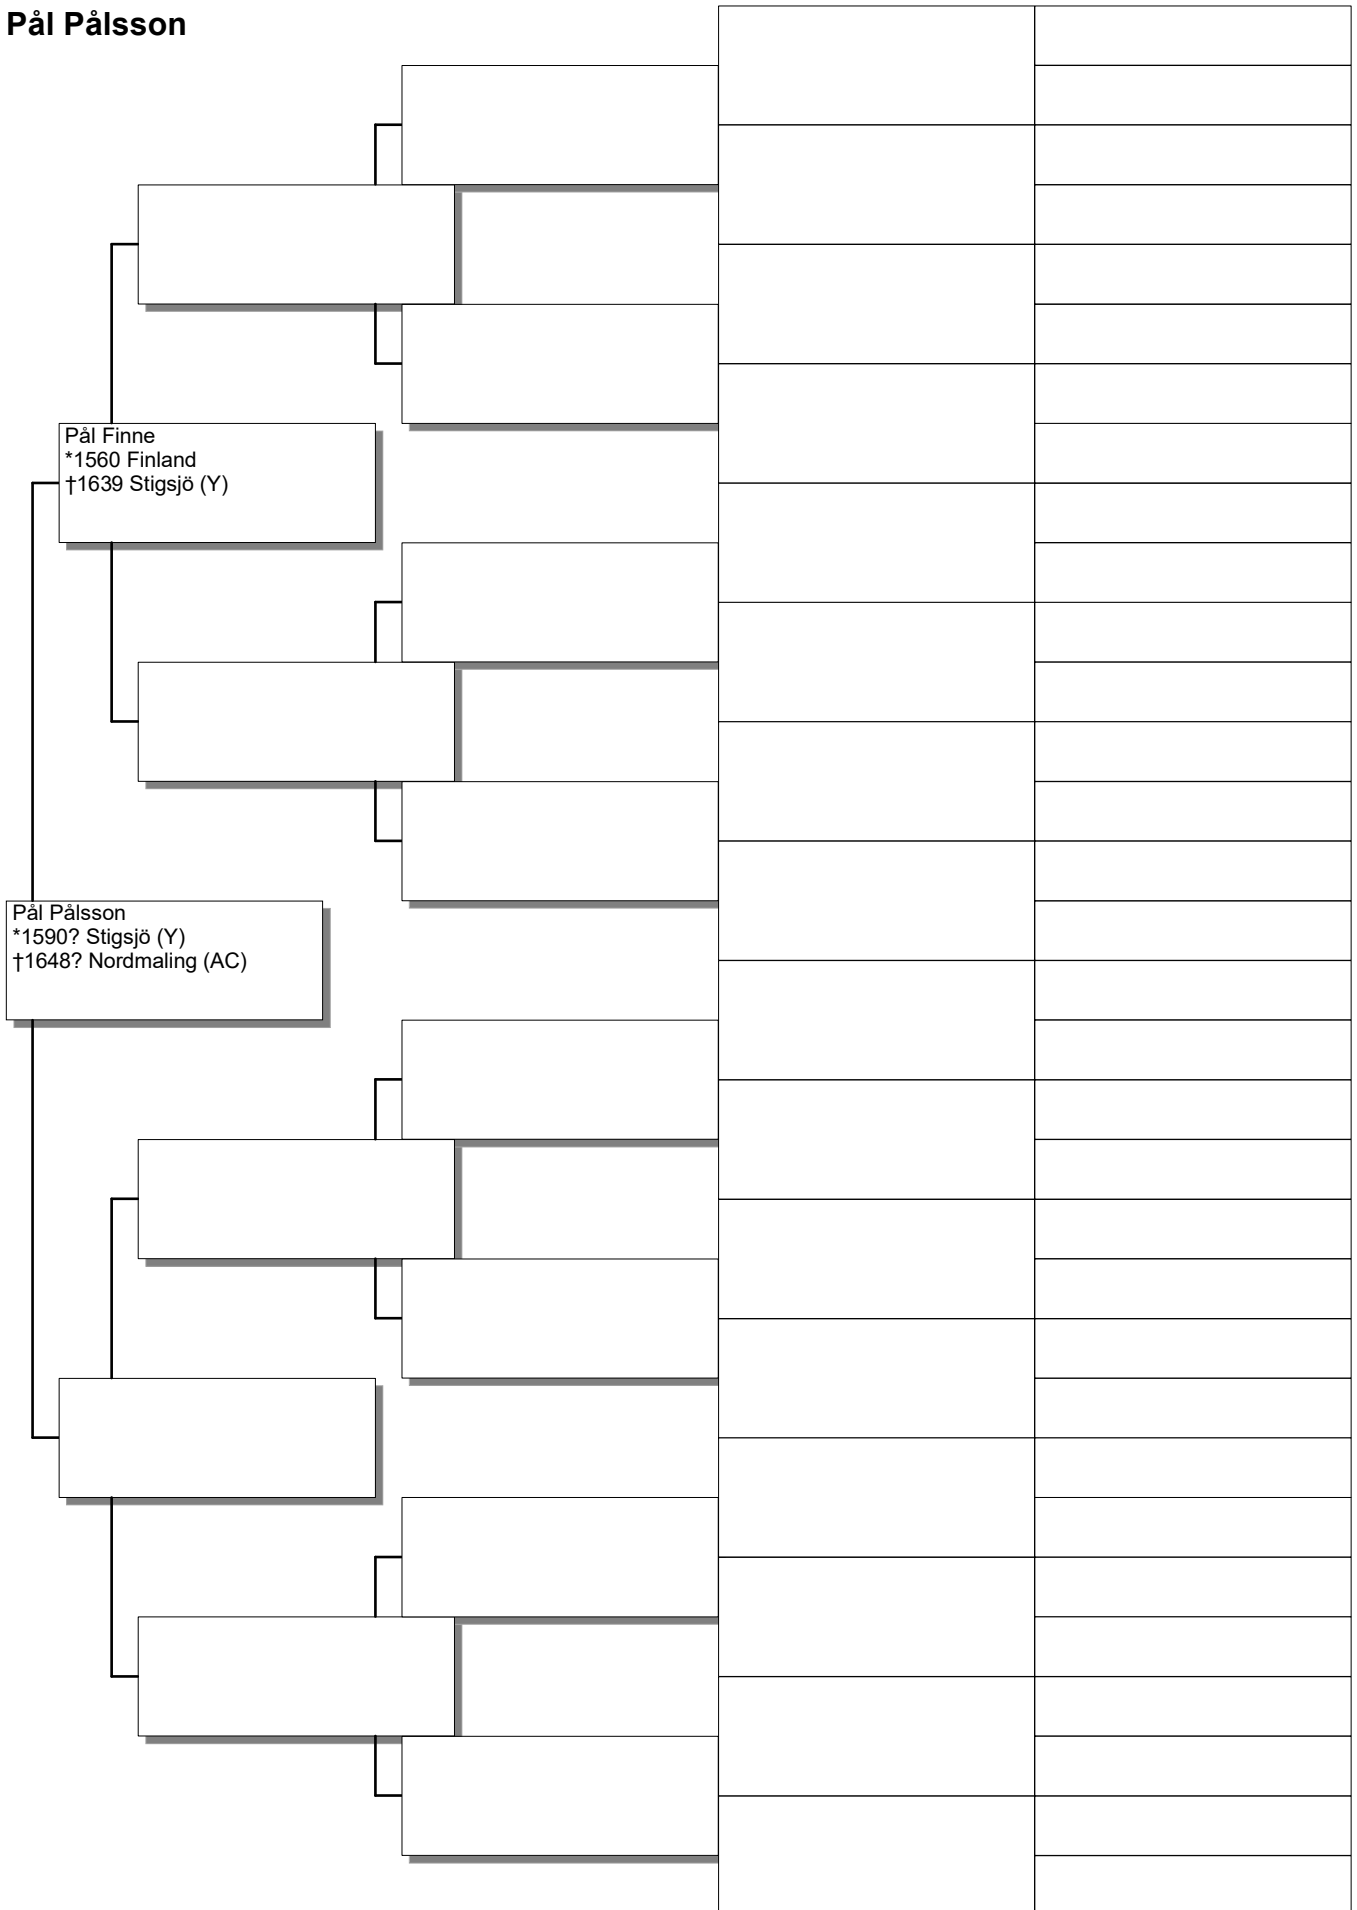 Pål Pålsson
Pål Finne
*1560 Finland
†1639 Stigsjö (Y)
Pål Pålsson
*1590? Stigsjö (Y)
†1648? Nordmaling (AC)